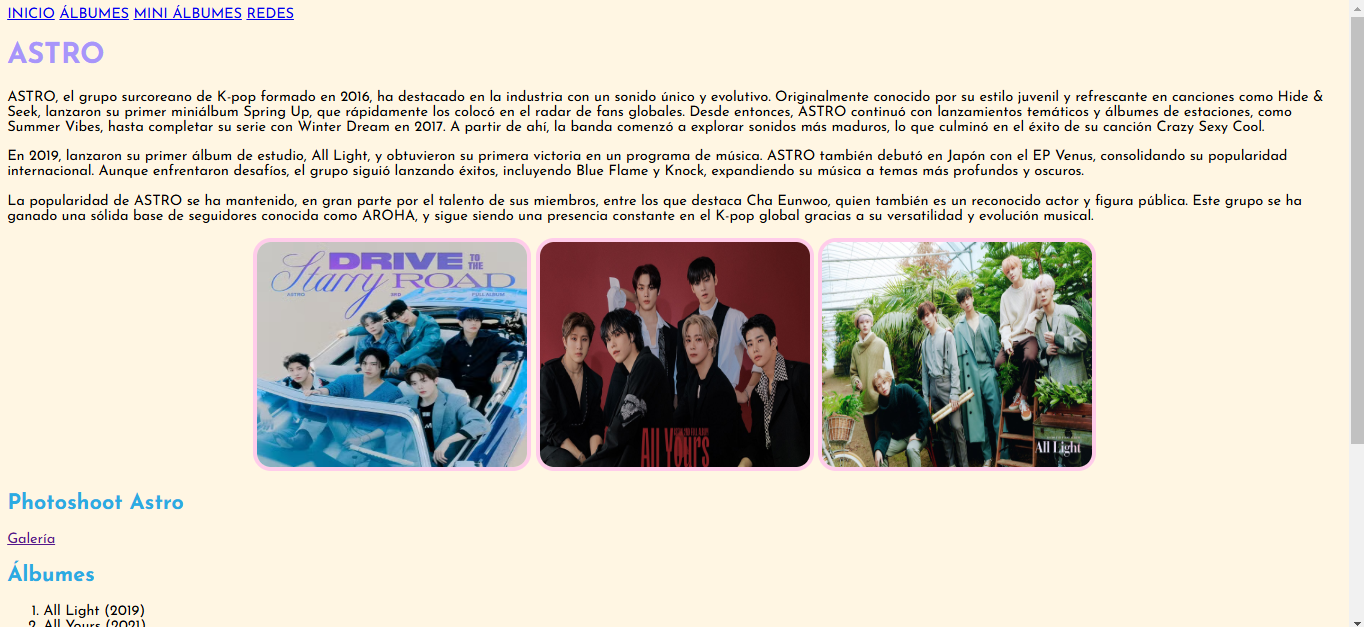 INICIO ÁLBUMES MINI ÁLBUMES REDES
ASTRO
ASTRO, el grupo surcoreano de K-pop formado en 2016, ha destacado en la industria con un sonido único y evolutivo. Originalmente conocido por su estilo juvenil y refrescante en canciones como Hide &
Seek, lanzaron su primer miniálbum Spring Up, que rápidamente los colocó en el radar de fans globales. Desde entonces, ASTRO continuó con lanzamientos temáticos y álbumes de estaciones, como
Summer Vibes, hasta completar su serie con Winter Dream en 2017. A partir de ahí, la banda comenzó a explorar sonidos más maduros, lo que culminó en el éxito de su canción Crazy Sexy Cool.
En 2019, lanzaron su primer álbum de estudio, All Light, y obtuvieron su primera victoria en un programa de música. ASTRO también debutó en Japón con el EP Venus, consolidando su popularidad
internacional. Aunque enfrentaron desafíos, el grupo siguió lanzando éxitos, incluyendo Blue Flame y Knock, expandiendo su música a temas más profundos y oscuros.
La popularidad de ASTRO se ha mantenido, en gran parte por el talento de sus miembros, entre los que destaca Cha Eunwoo, quien también es un reconocido actor y figura pública. Este grupo se ha
ganado una sólida base de seguidores conocida como AROHA, y sigue siendo una presencia constante en el K-pop global gracias a su versatilidad y evolución musical.
DRIVE TO THE
Starry ROAD
ASTRO 3RD FULL ALBUM
All Yours
All Light
Photoshoot Astro
Galería
Álbumes
1. All Light (2019)
2. All Yours (2021)